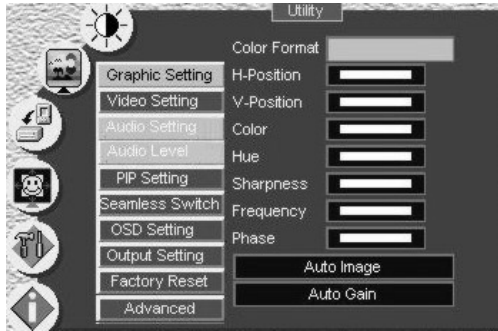 Utility
Color Format
Graphic Setting
H-Position
Video Setting
V-Position
Audio Setting
Color
Audio Level
Hue
PIP Setting
Sharpness
Seamless Switch
Frequency
OSD Setting
Phase
Output Setting
Auto Image
Factory Reset
Auto Gain
Advanced